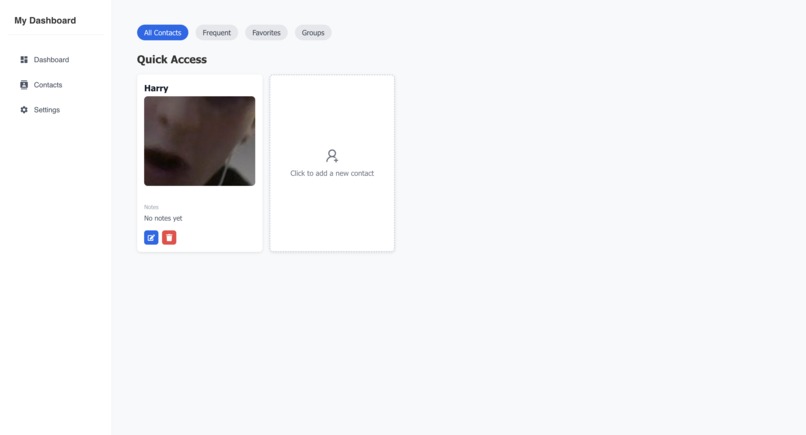 My Dashboard
Dashboard
Contacts
Settings
All Contacts Frequent Favorites Groups
Quick Access
Harry
Notes
No notes yet
Click to add a new contact